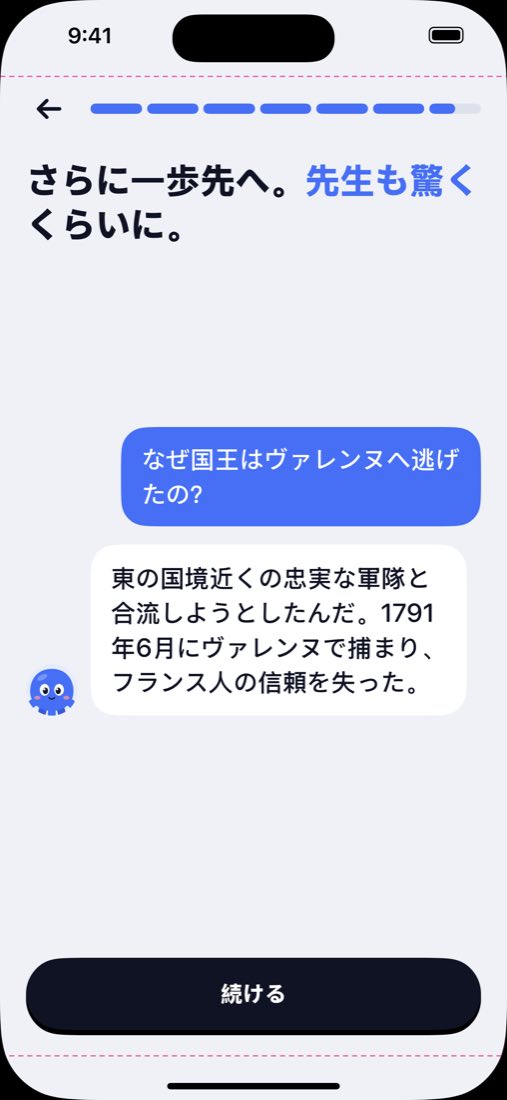 9:41
さらに一歩先へ。先生も驚く
くらいに。
なぜ国王はヴァレンヌへ逃げ
たの?
東の国境近くの忠実な軍隊と
合流しようとしたんだ。1791
年6月にヴァレンヌで捕まり、
フランス人の信頼を失った。
続ける